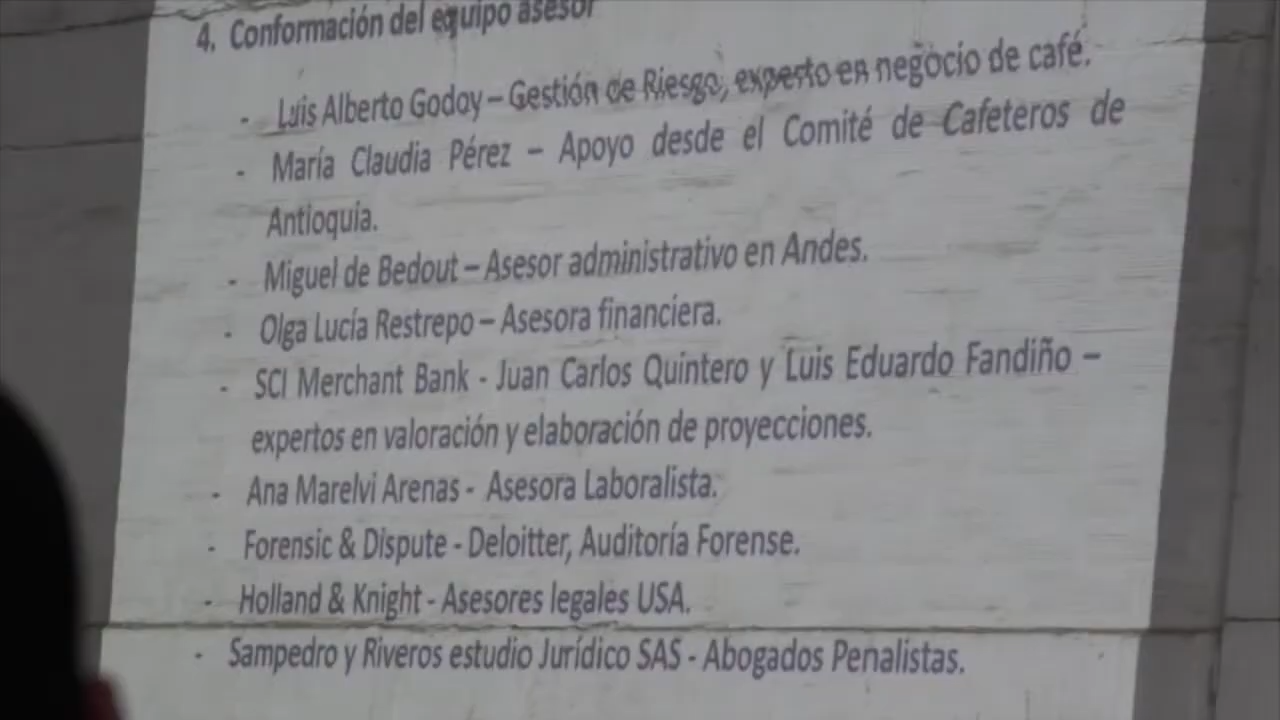 4. Conformación del equipo asesor
- Luis Alberto Godoy – Gestión de Riesgo, experto en negocio de café.
- María Claudia Pérez – Apoyo desde el Comité de Cafeteros de
Antioquia.
- Miguel de Bedout – Asesor administrativo en Andes.
- Olga Lucía Restrepo – Asesora financiera.
- SCI Merchant Bank - Juan Carlos Quintero y Luis Eduardo Fandiño –
expertos en valoración y elaboración de proyecciones.
- Ana Marelvi Arenas - Asesora Laboralista.
- Forensic & Dispute - Deloitter, Auditoría Forense.
- Holland & Knight - Asesores legales USA.
- Sampedro y Riveros estudio Jurídico SAS - Abogados Penalistas.